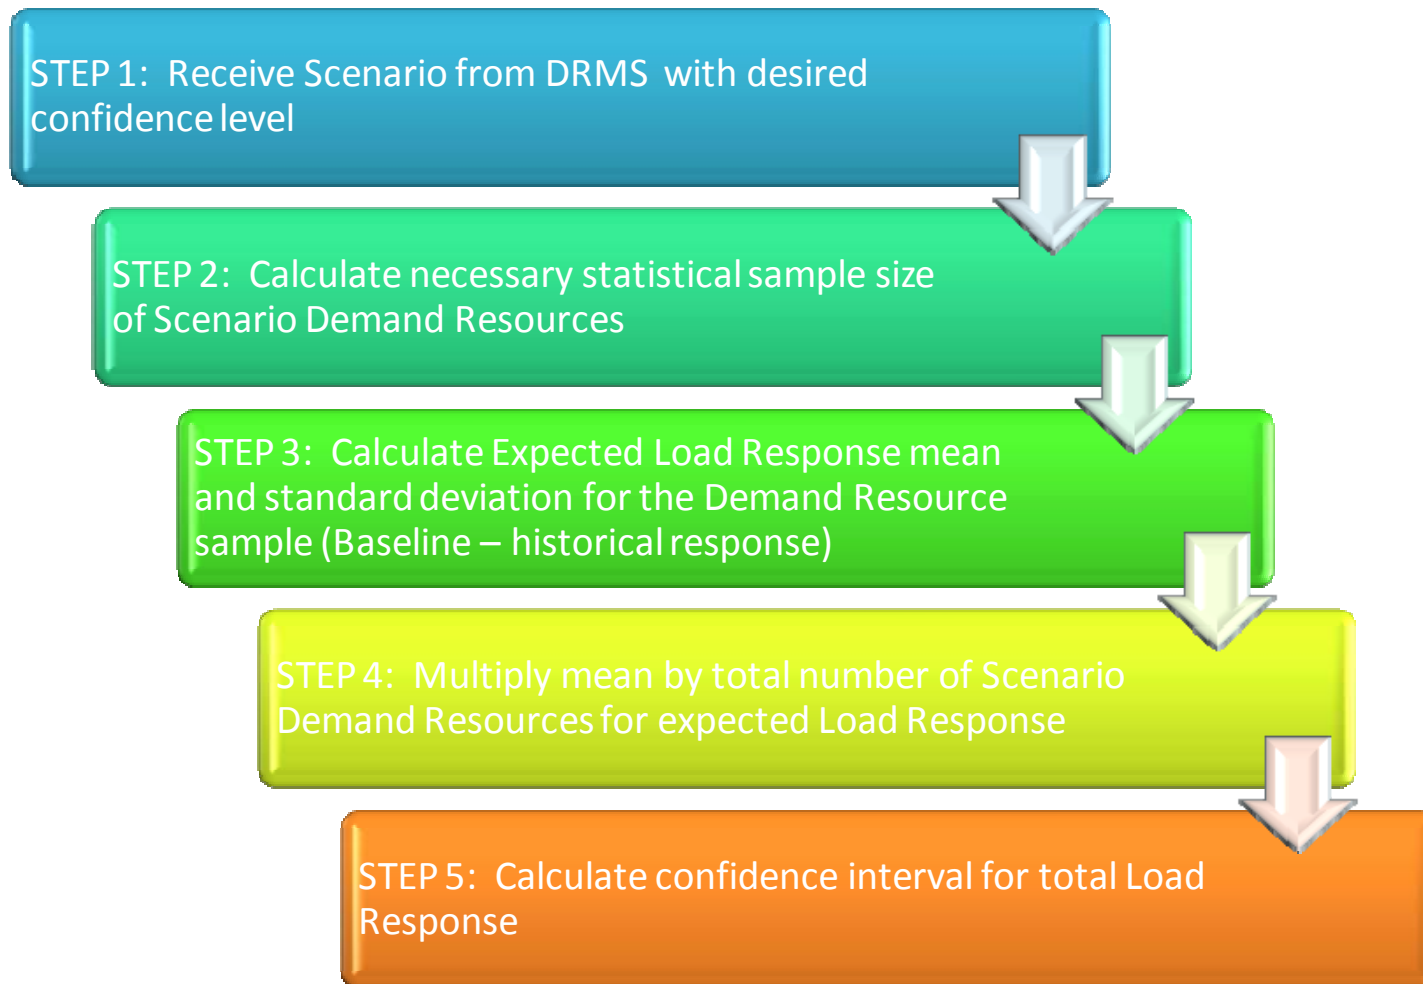 STEP 1: Receive Scenario from DRMS with desired
confidence level
STEP 2: Calculate necessary statistical sample size
of Scenario Demand Resources
STEP 3: Calculate Expected Load Response mean
and standard deviation for the Demand Resource
sample (Baseline – historical response)
STEP 4: Multiply mean by total number of Scenario
Demand Resources for expected Load Response
STEP 5: Calculate confidence interval for total Load
Response